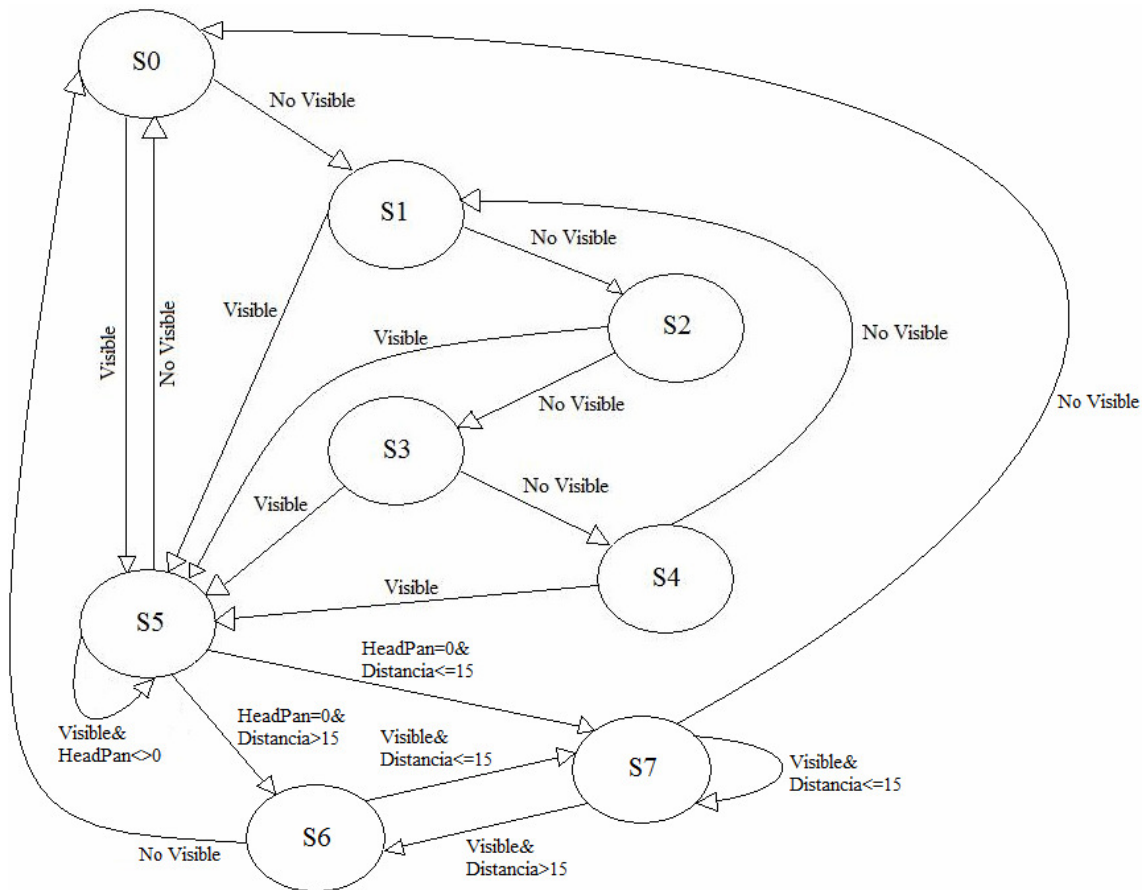 S0
No Visible
S1
No Visible
S2
Visible
No Visible
Visible
Visible
No Visible
No Visible
No Visible
S3
Visible
No Visible
S4
Visible
S5
HeadPan=0&
Distancia<=15
Visible&
HeadPan<>0
HeadPan=0&
Distancia>15
Visible&
Distancia<=15
S7
Visible&
Distancia<=15
S6
No Visible
Visible&
Distancia>15